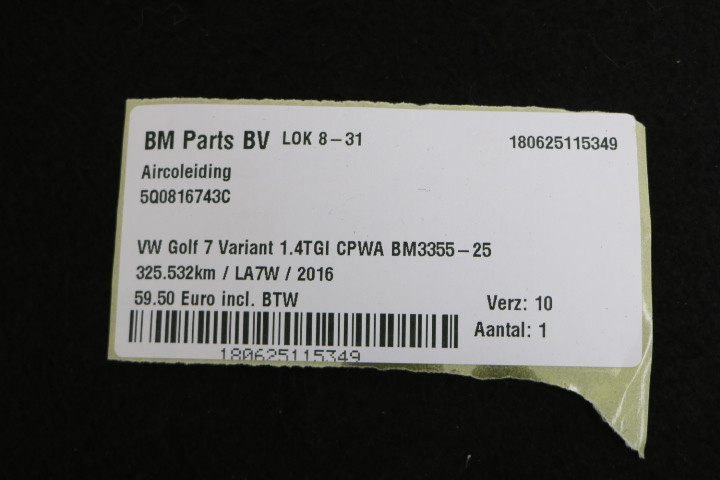 BM Parts BV LOK 8-31 180625115349
Aircoleiding
5Q0816743C
VW Golf 7 Variant 1.4TGI CPWA BM3355-25
325.532km / LA7W / 2016
59.50 Euro incl. BTW Verz: 10
Aantal: 1
180625115349